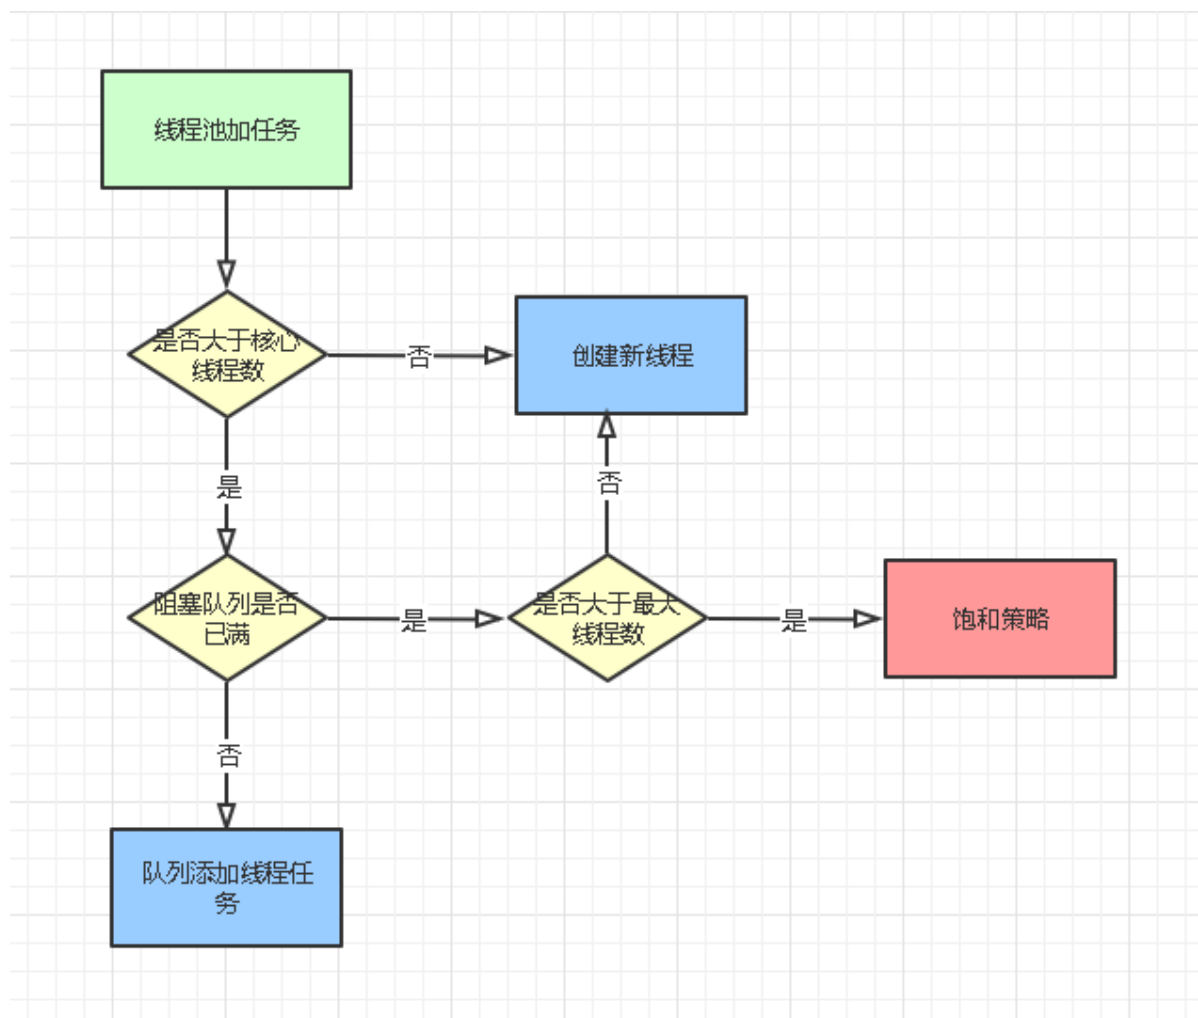 线程池加任务
是否大于核心
线程数
否
创建新线程
是
否
阻塞队列是否
已满
是
是否大于最大
线程数
是
饱和策略
否
队列添加线程任
务